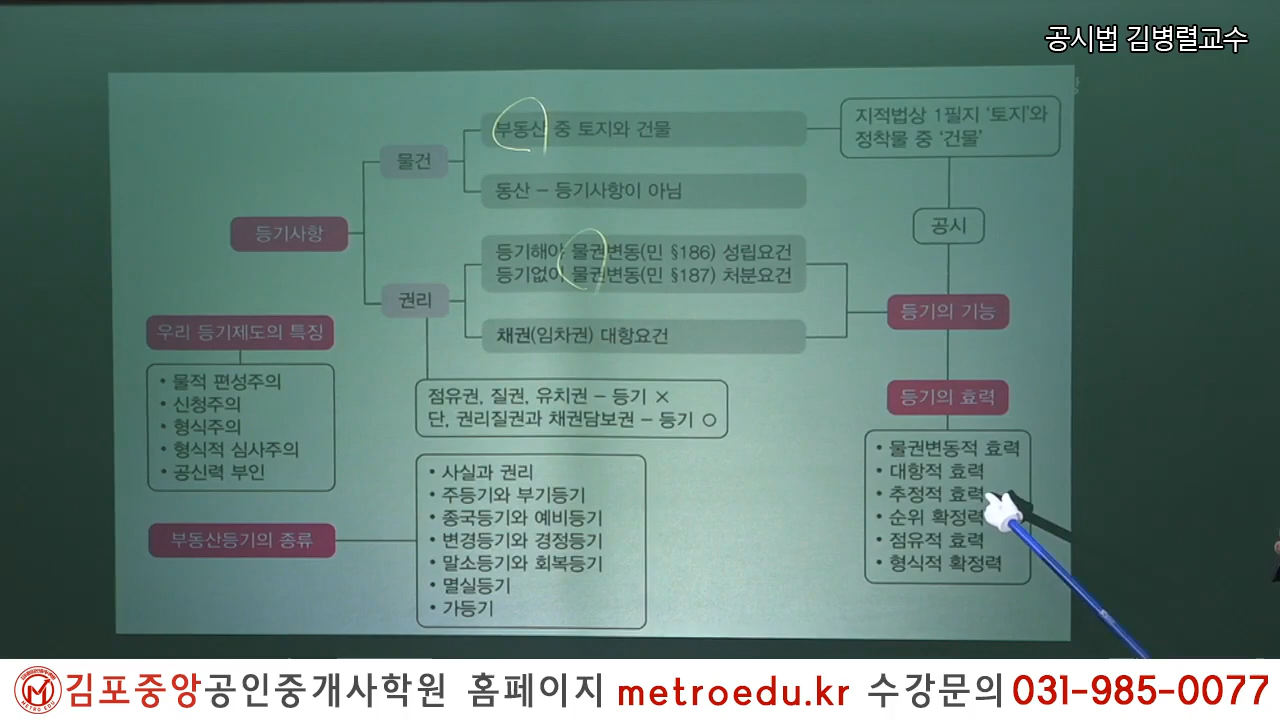 공시법 김병렬교수
부동산 중 토지와 건물
지적법상 1필지 ‘토지’와
정착물 중 ‘건물’
물건
동산 – 등기사항이 아님
공시
등기사항
등기해야 물권변동(민 §186) 성립요건
등기없이 물권변동(민 §187) 처분요건
권리
등기의 기능
채권(임차권) 대항요건
우리 등기제도의 특징
• 물적 편성주의
• 신청주의
• 형식주의
• 형식적 심사주의
• 공신력 부인
점유권, 질권, 유치권 – 등기 ×
단, 권리질권과 채권담보권 – 등기 ○
등기의 효력
• 물권변동적 효력
• 대항적 효력
• 추정적 효력
• 순위 확정력
• 점유적 효력
• 형식적 확정력
부동산등기의 종류
• 사실과 권리
• 주등기와 부기등기
• 종국등기와 예비등기
• 변경등기와 경정등기
• 말소등기와 회복등기
• 멸실등기
• 가등기
METRO EDU
김포중앙공인중개사학원 홈페이지 metroedu.kr 수강문의 031-985-0077